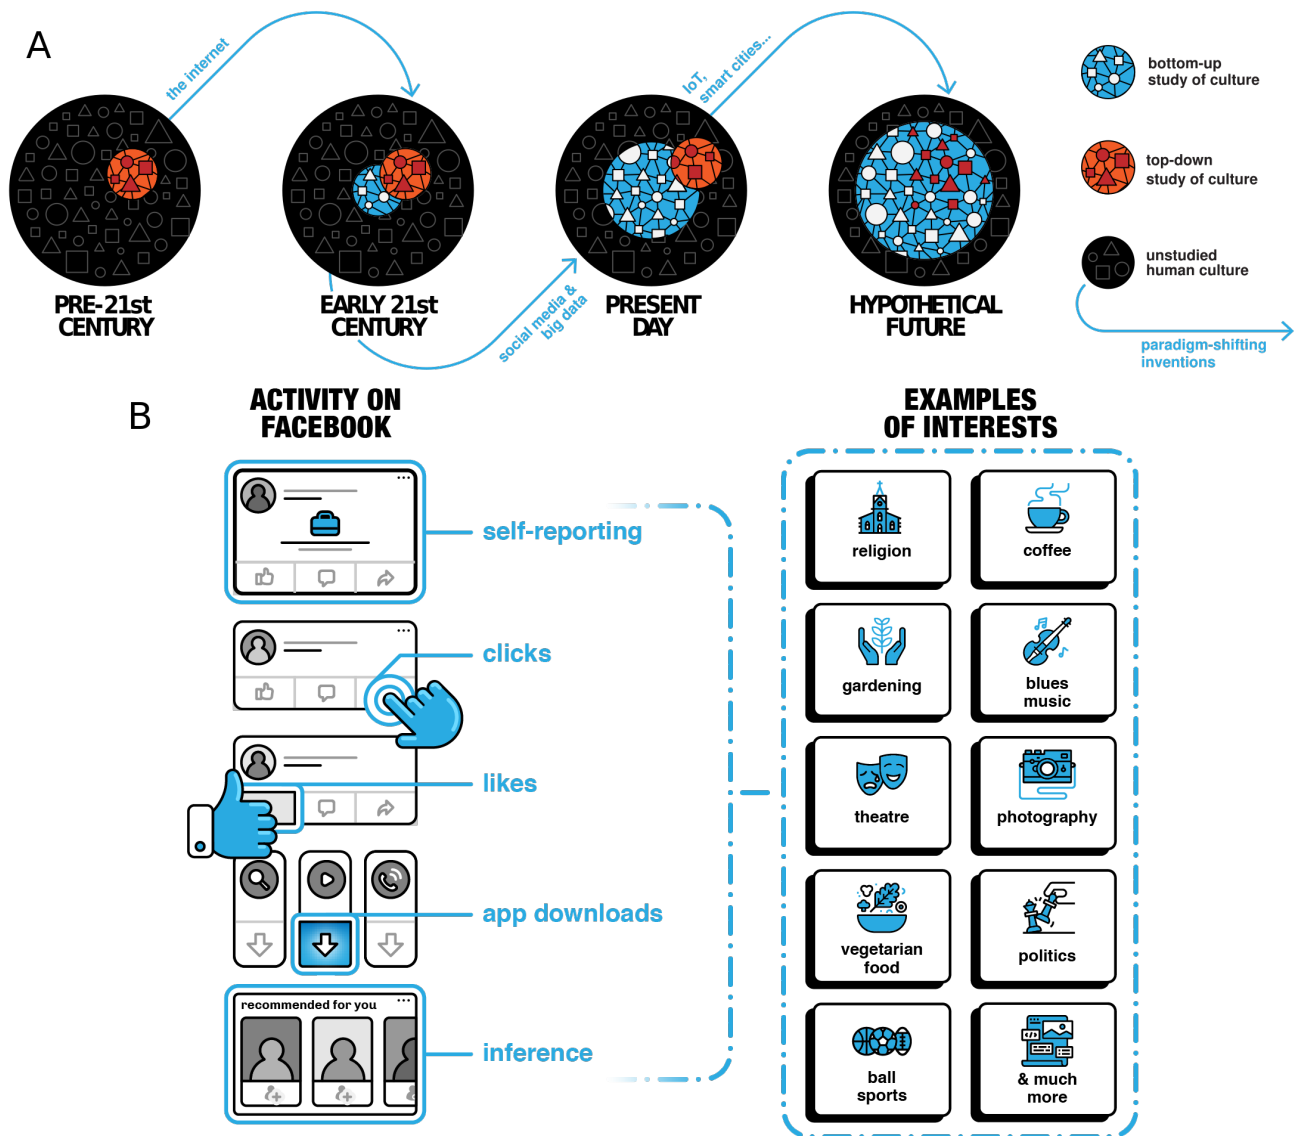 A
the internet
IoT,
smart cities...
bottom-up
study of culture
top-down
study of culture
unstudied
human culture
paradigm-shifting
inventions
PRE-21st
CENTURY
EARLY 21st
CENTURY
social media &
big data
PRESENT
DAY
HYPOTHETICAL
FUTURE
B
ACTIVITY ON
FACEBOOK
self-reporting
clicks
likes
app downloads
recommended for you
inference
EXAMPLES
OF INTERESTS
religion
coffee
gardening
blues
music
theatre
photography
vegetarian
food
politics
ball
sports
& much
more